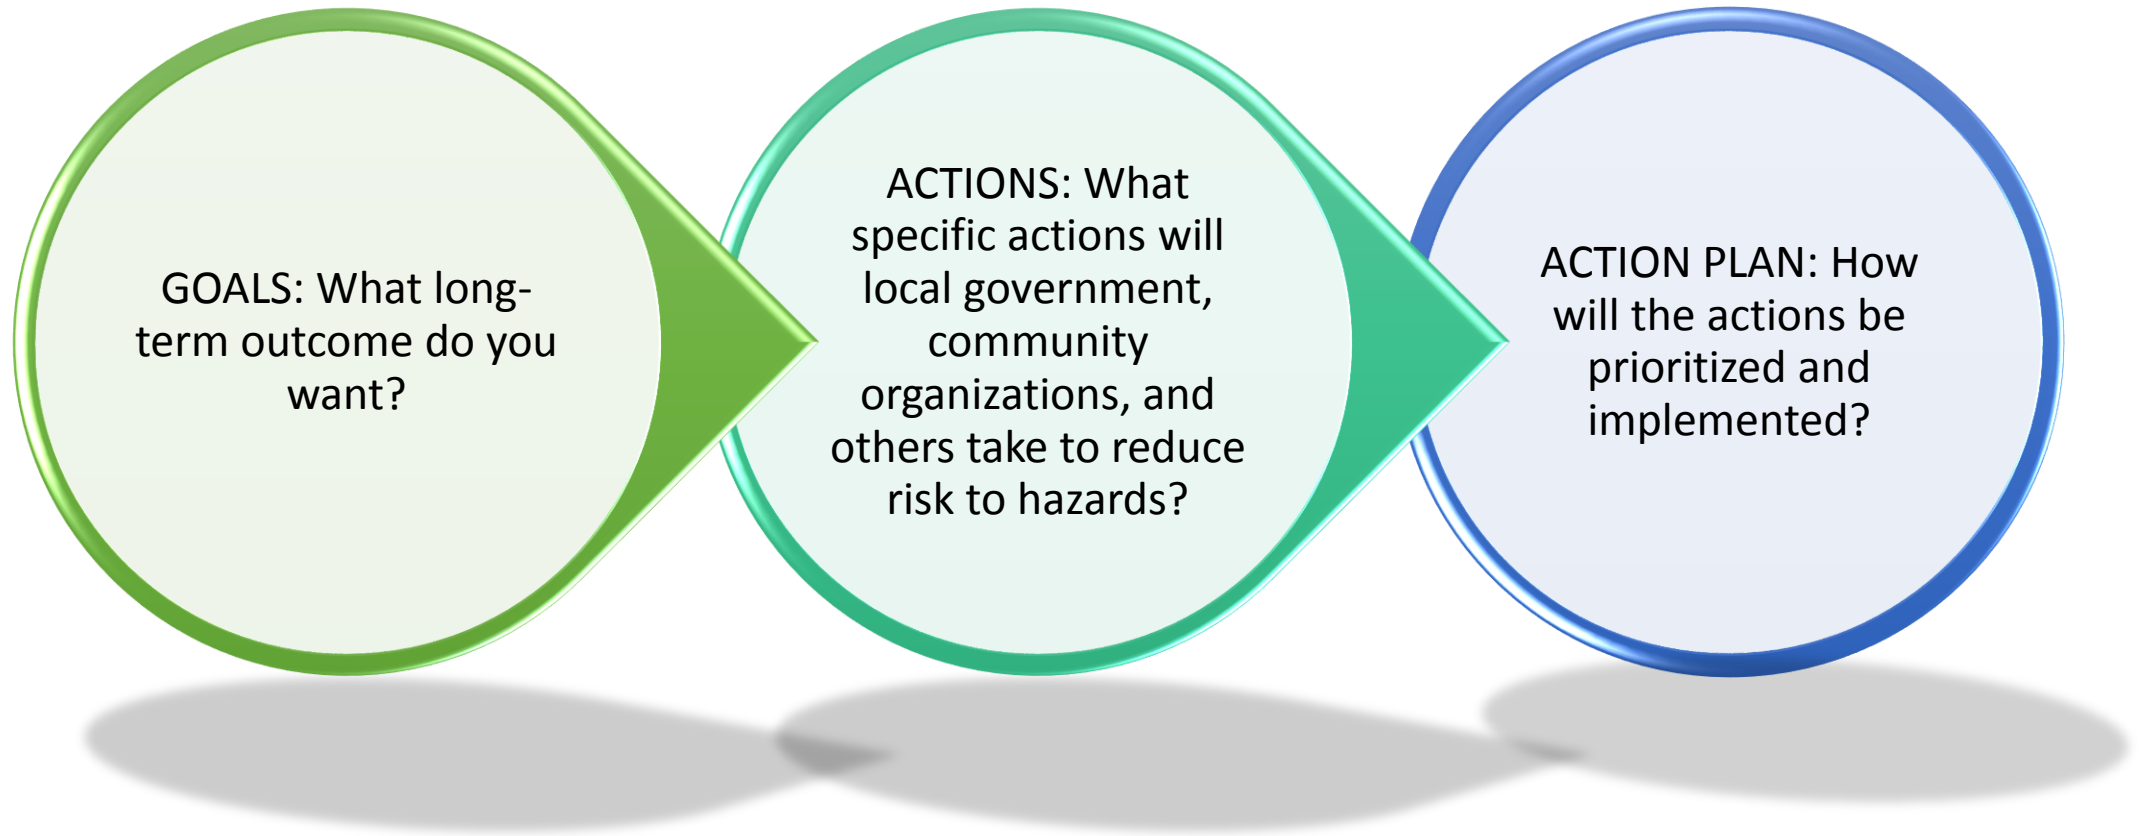 GOALS: What long-
term outcome do you
want?
ACTIONS: What
specific actions will
local government,
community
organizations, and
others take to reduce
risk to hazards?
ACTION PLAN: How
will the actions be
prioritized and
implemented?